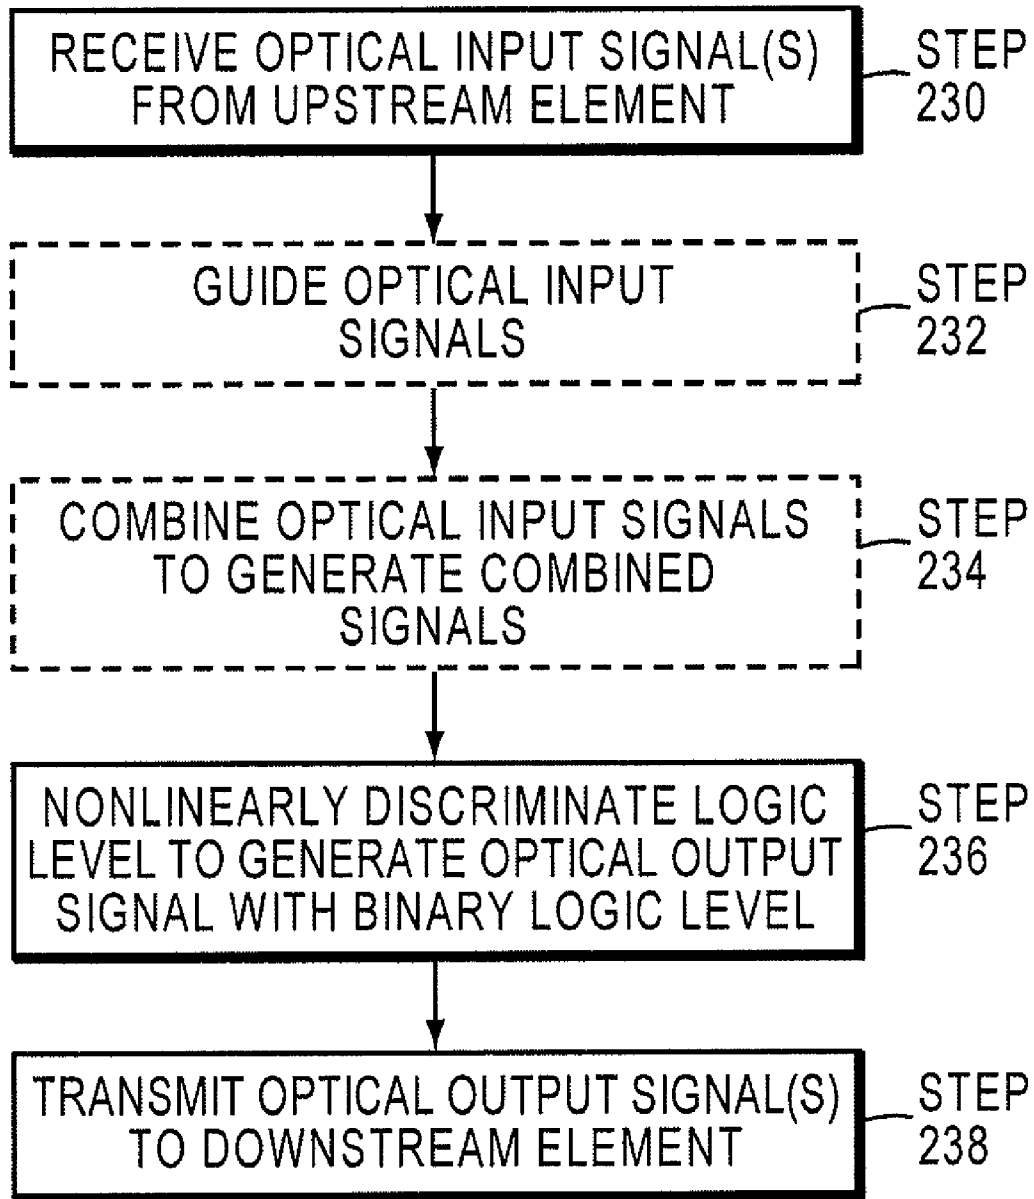 RECEIVE OPTICAL INPUT SIGNAL(S)
FROM UPSTREAM ELEMENT
STEP
230
GUIDE OPTICAL INPUT
SIGNALS
STEP
232
COMBINE OPTICAL INPUT SIGNALS
TO GENERATE COMBINED
SIGNALS
STEP
234
NONLINEARLY DISCRIMINATE LOGIC
LEVEL TO GENERATE OPTICAL OUTPUT
SIGNAL WITH BINARY LOGIC LEVEL
STEP
236
TRANSMIT OPTICAL OUTPUT SIGNAL(S)
TO DOWNSTREAM ELEMENT
STEP
238